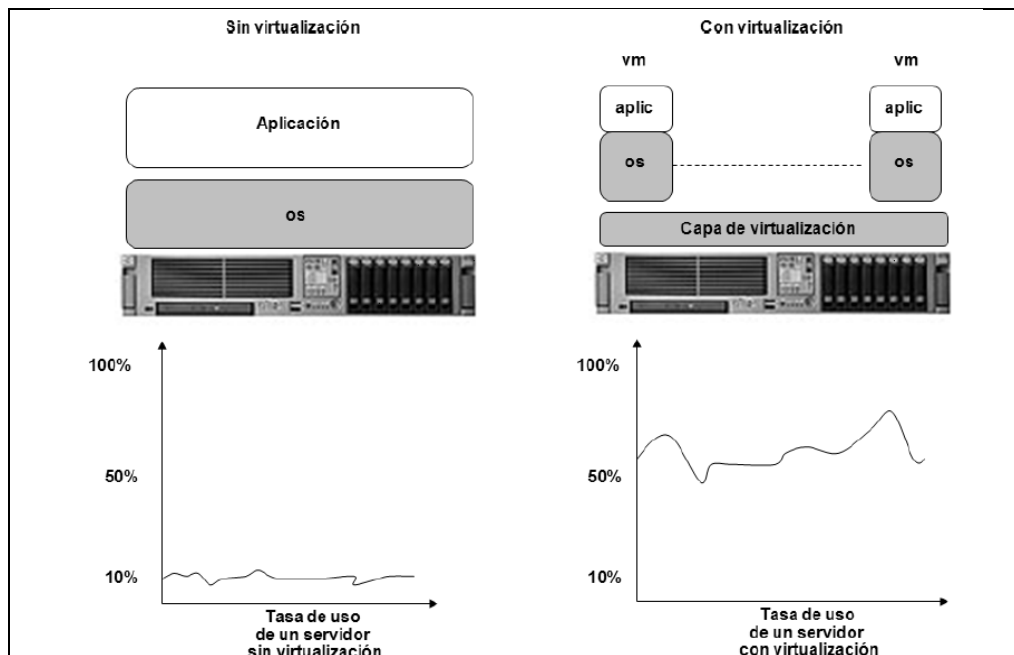 Sin virtualización
Aplicación
os
100%
50%
10%
Tasa de uso
de un servidor
sin virtualización
Con virtualización
vm
vm
aplic
aplic
os
os
Capa de virtualización
100%
50%
10%
Tasa de uso
de un servidor
con virtualización